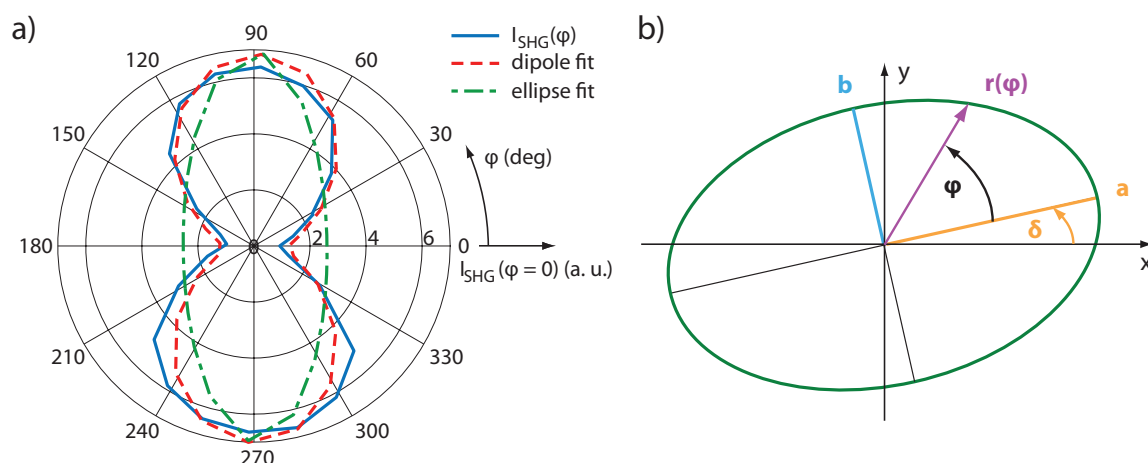 a)
90
120
60
150
30
180
0
0
2
4
6
210
330
240
300
270
I_SHG(φ)
dipole fit
ellipse fit
φ (deg)
I_SHG (φ = 0) (a. u.)
b)
y
b
r(φ)
φ
a
δ
x